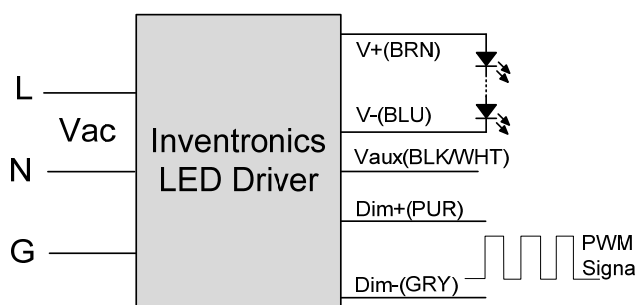 L
Vac
N
G
Inventronics
LED Driver
V+(BRN)
V-(BLU)
Vaux(BLK/WHT)
Dim+(PUR)
Dim-(GRY)
PWM
Signa